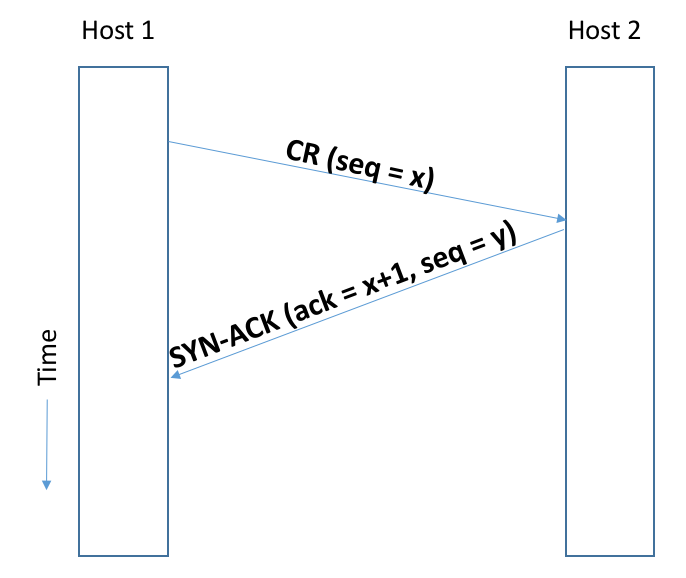 Host 1
Host 2
CR (seq = x)
SYN-ACK (ack = x+1, seq = y)
Time